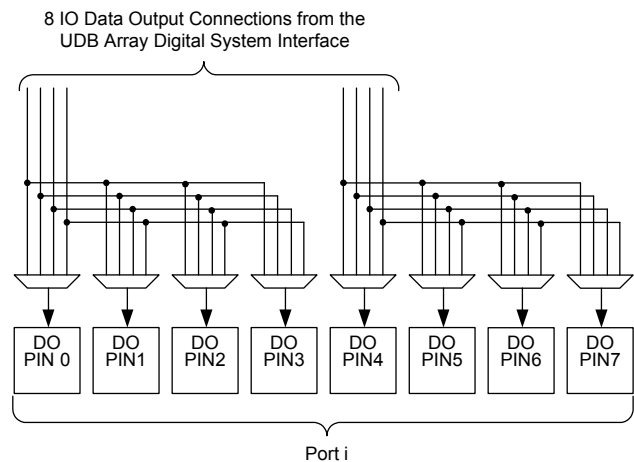 8 IO Data Output Connections from the
UDB Array Digital System Interface
DO DO DO DO DO DO DO DO
PIN 0 PIN1 PIN2 PIN3 PIN4 PIN5 PIN6 PIN7
Port i